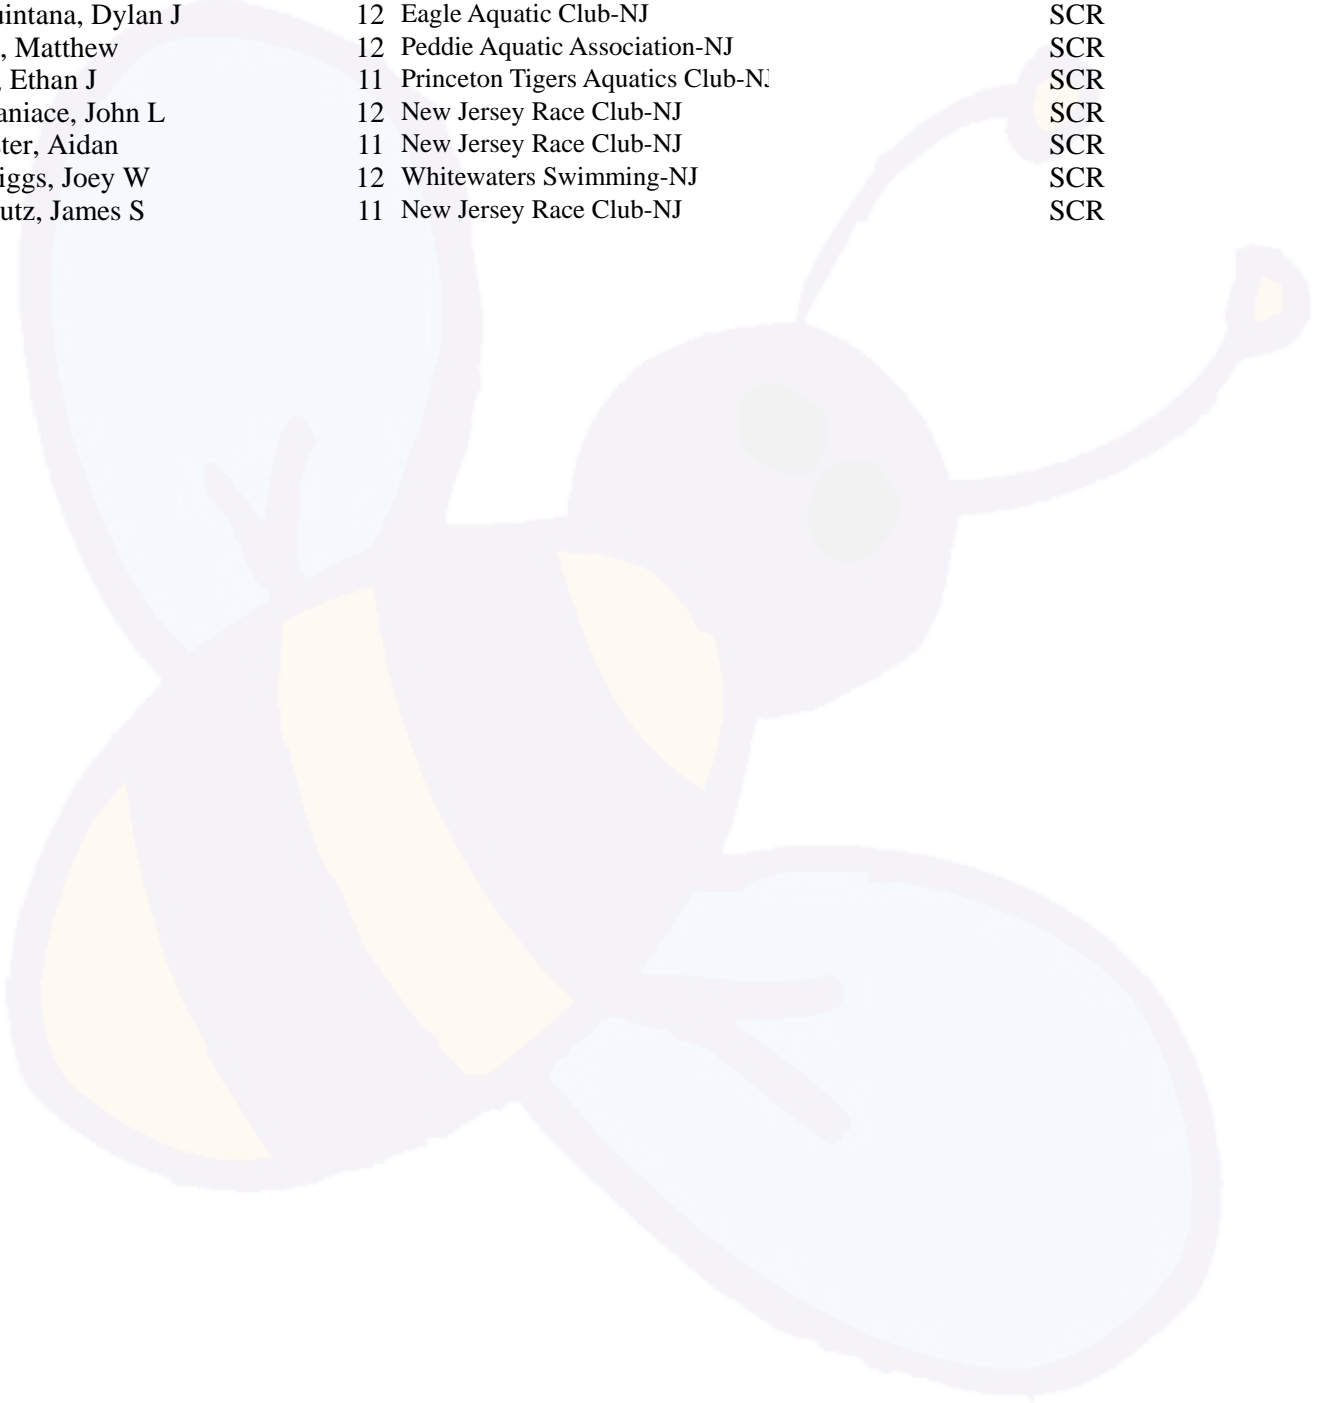 uintana, Dylan J 12 Eagle Aquatic Club-NJ SCR
, Matthew 12 Peddie Aquatic Association-NJ SCR
, Ethan J 11 Princeton Tigers Aquatics Club-NJ SCR
aniace, John L 12 New Jersey Race Club-NJ SCR
ter, Aidan 11 New Jersey Race Club-NJ SCR
iggs, Joey W 12 Whitewaters Swimming-NJ SCR
utz, James S 11 New Jersey Race Club-NJ SCR